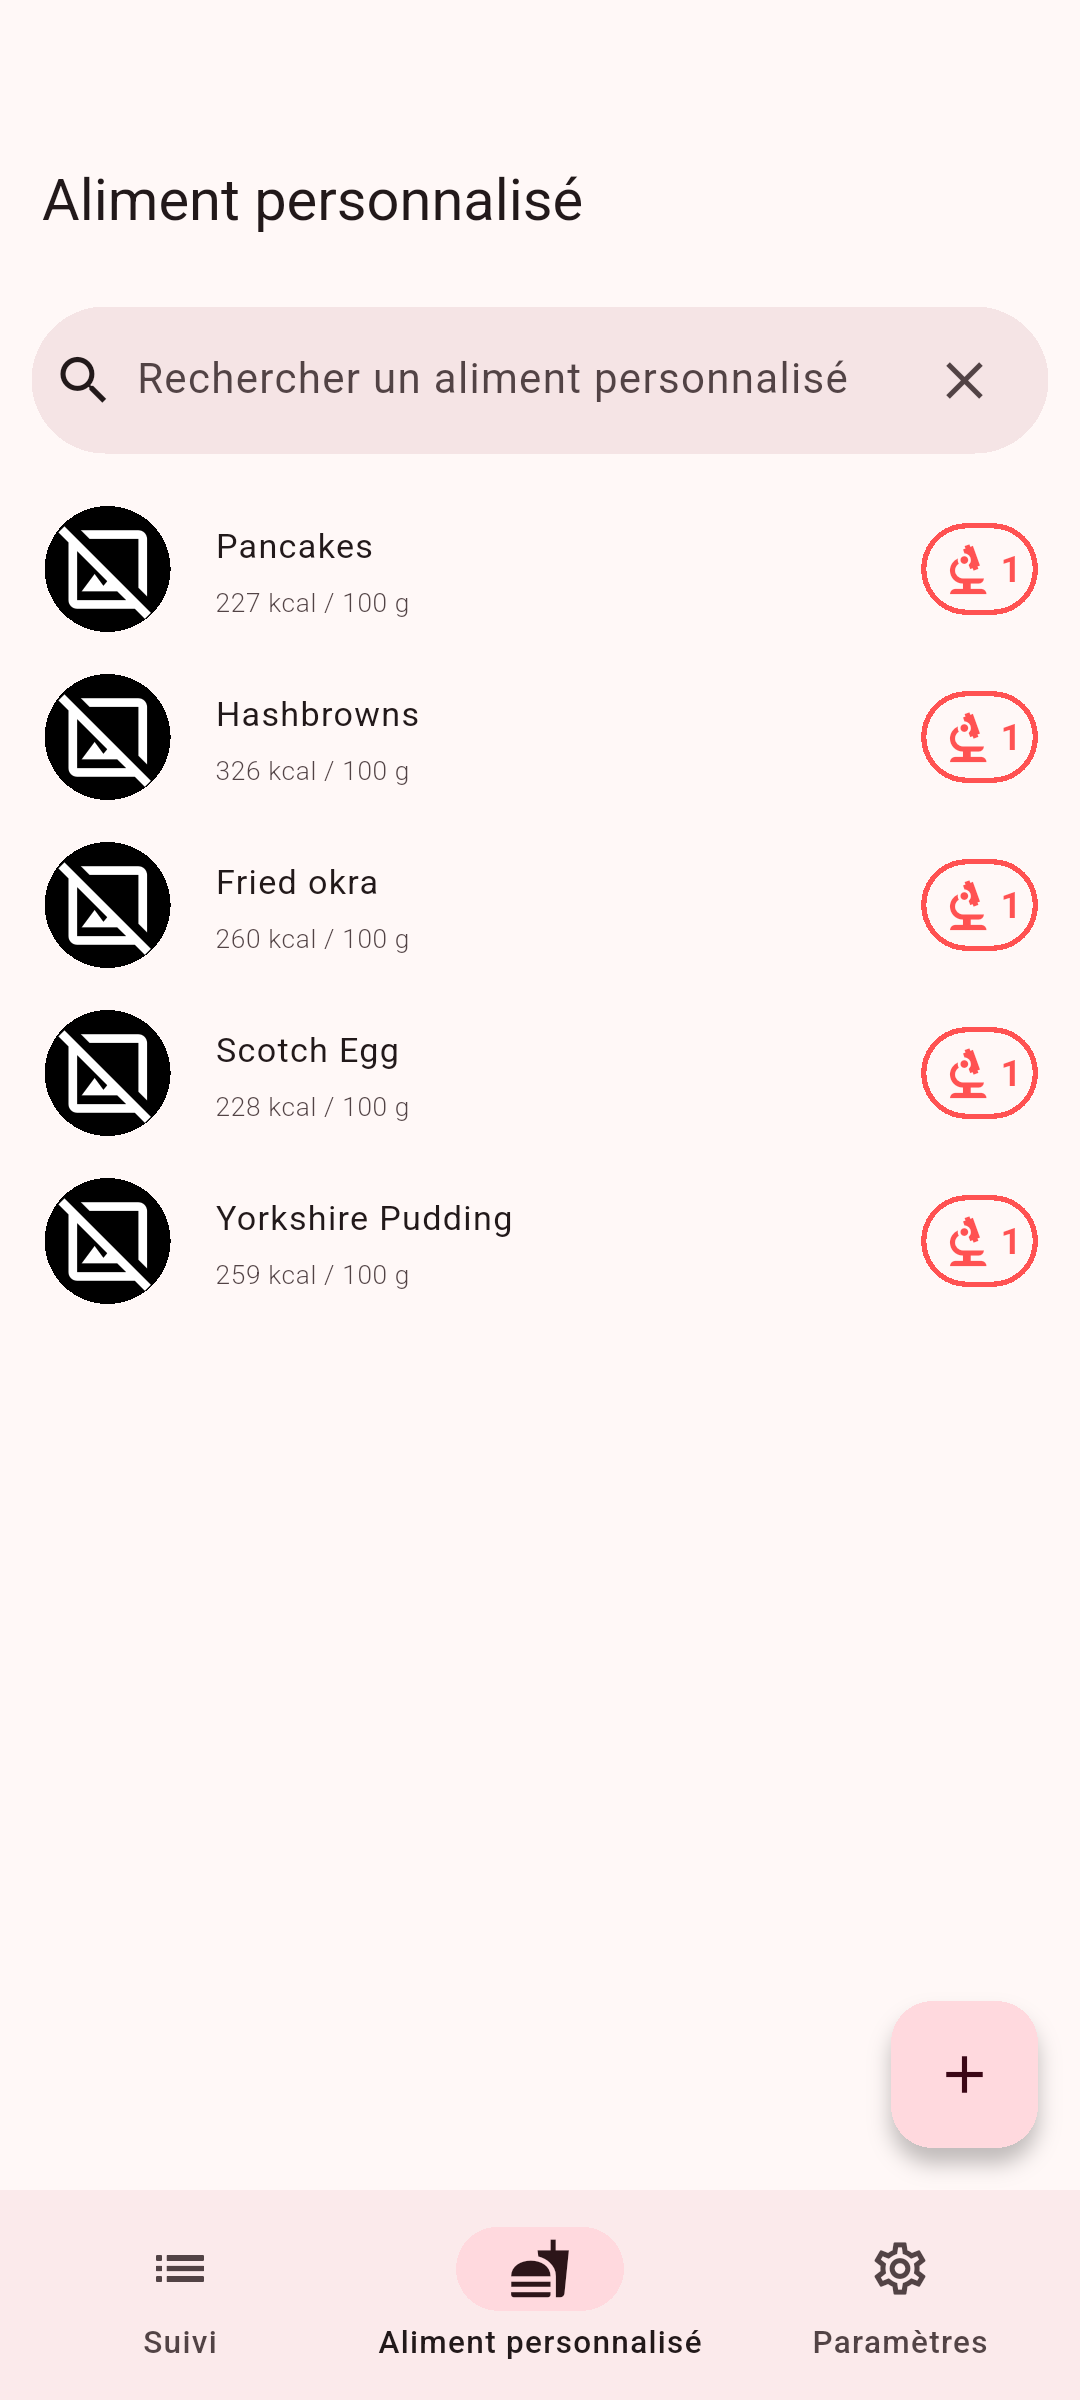 Aliment personnalisé
Rechercher un aliment personnalisé
Pancakes
227 kcal / 100 g
1
Hashbrowns
326 kcal / 100 g
1
Fried okra
260 kcal / 100 g
1
Scotch Egg
228 kcal / 100 g
1
Yorkshire Pudding
259 kcal / 100 g
1
Suivi
Aliment personnalisé
Paramètres